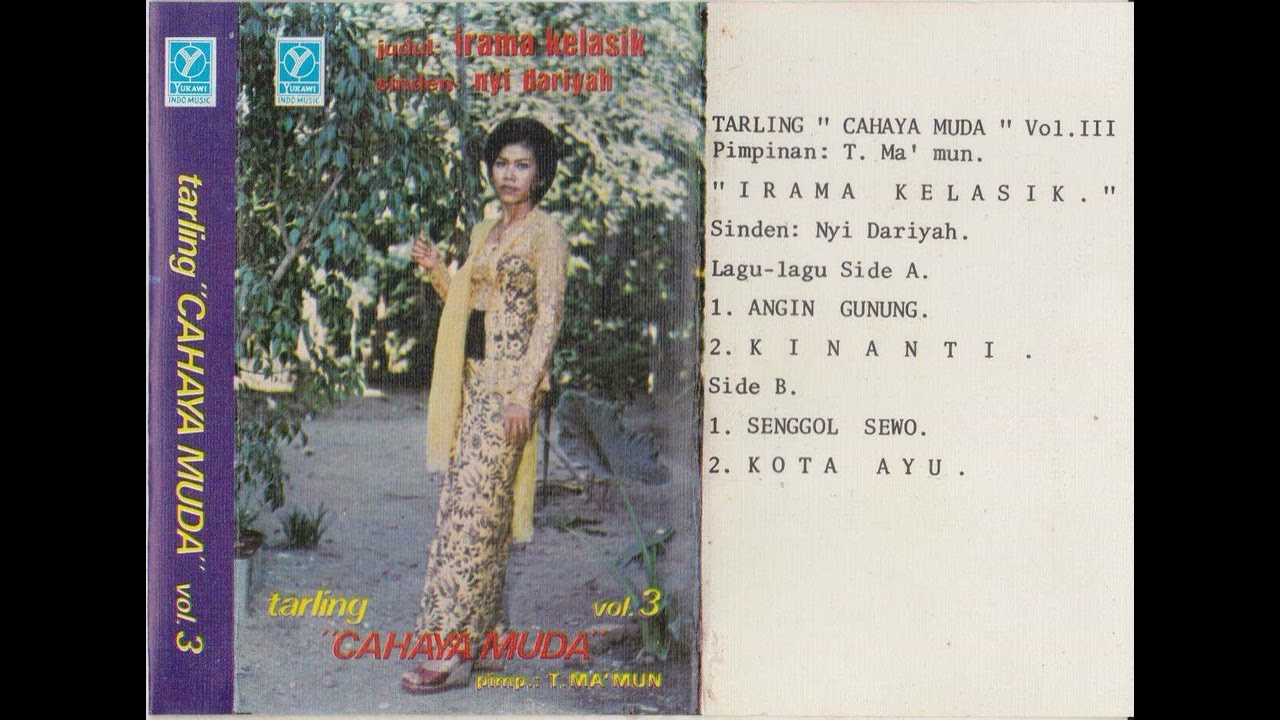 YUKAWI
INDO MUSIC
tarling "CAHAYA MUDA" vol. 3
YUKAWI
INDO MUSIC
judul: irama kelasik
sinden: nyi dariyah
tarling vol. 3
"CAHAYA MUDA"
pimp.: T. MA'MUN
TARLING " CAHAYA MUDA " Vol.III
Pimpinan: T. Ma' mun.
" I R A M A K E L A S I K . "
Sinden: Nyi Dariyah.
Lagu-lagu Side A.
1. ANGIN GUNUNG.
2. K I N A N T I .
Side B.
1. SENGGOL SEWO.
2. K O T A A Y U .